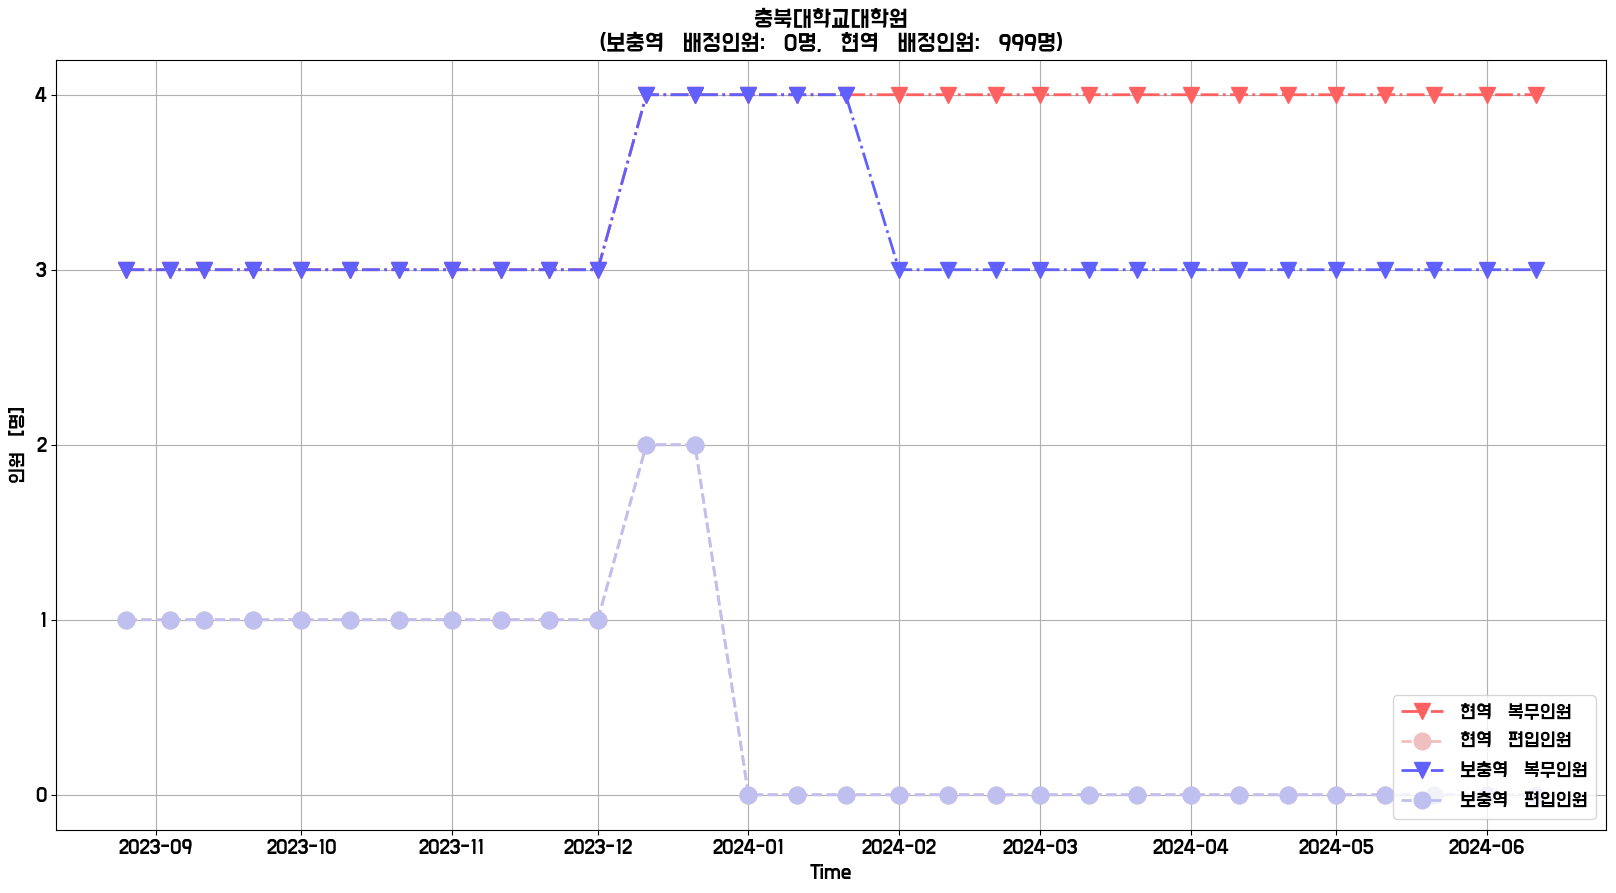 충북대학교대학원
(보충역 배정인원: 0명, 현역 배정인원: 999명)
인원 [명]
4
3
2
1
0
2023-09 2023-10 2023-11 2023-12 2024-01 2024-02 2024-03 2024-04 2024-05 2024-06
Time
현역 복무인원
현역 편입인원
보충역 복무인원
보충역 편입인원